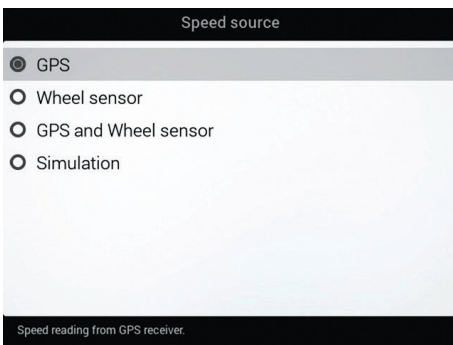 Speed source
GPS
Wheel sensor
GPS and Wheel sensor
Simulation
Speed reading from GPS receiver.